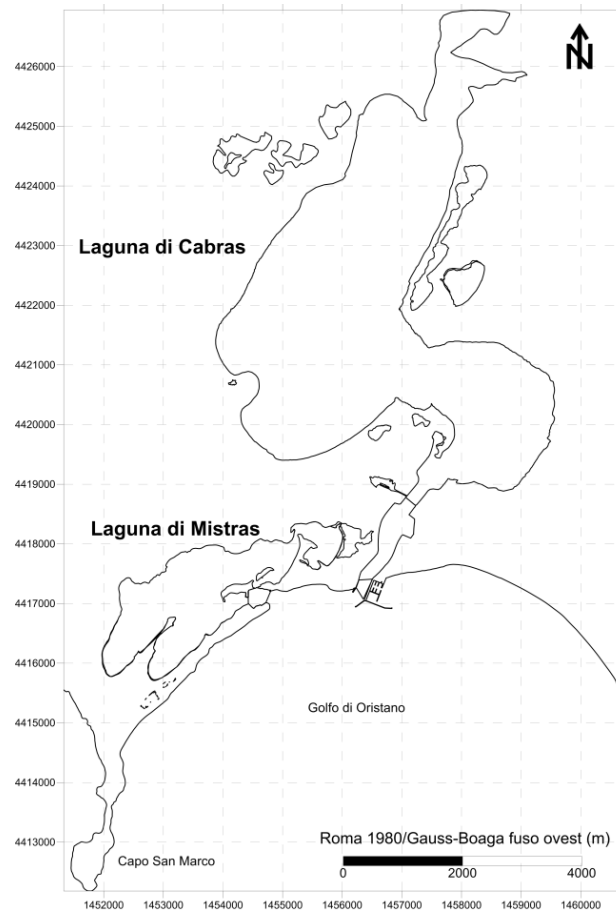 N
4426000
4425000
4424000
4423000
Laguna di Cabras
4422000
4421000
4420000
4419000
Laguna di Mistras
4418000
4417000
4416000
4415000
Golfo di Oristano
4414000
4413000
Roma 1980/Gauss-Boaga fuso ovest (m)
Capo San Marco
0 2000 4000
1452000 1453000 1454000 1455000 1456000 1457000 1458000 1459000 1460000